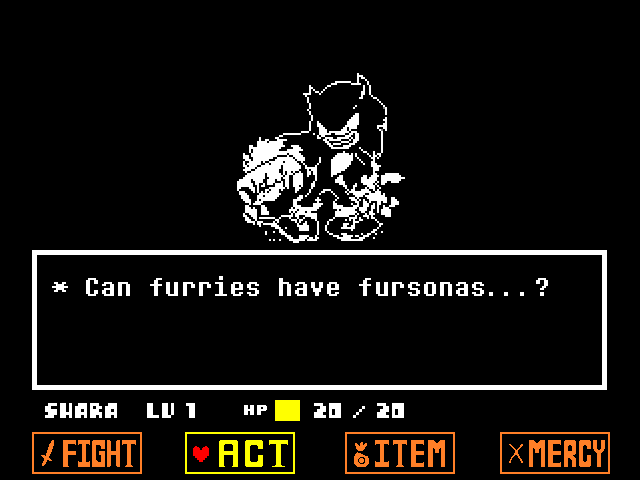 * Can furries have fursonas...?
SHARA LV 1 HP 20 / 20
FIGHT ACT ITEM MERCY